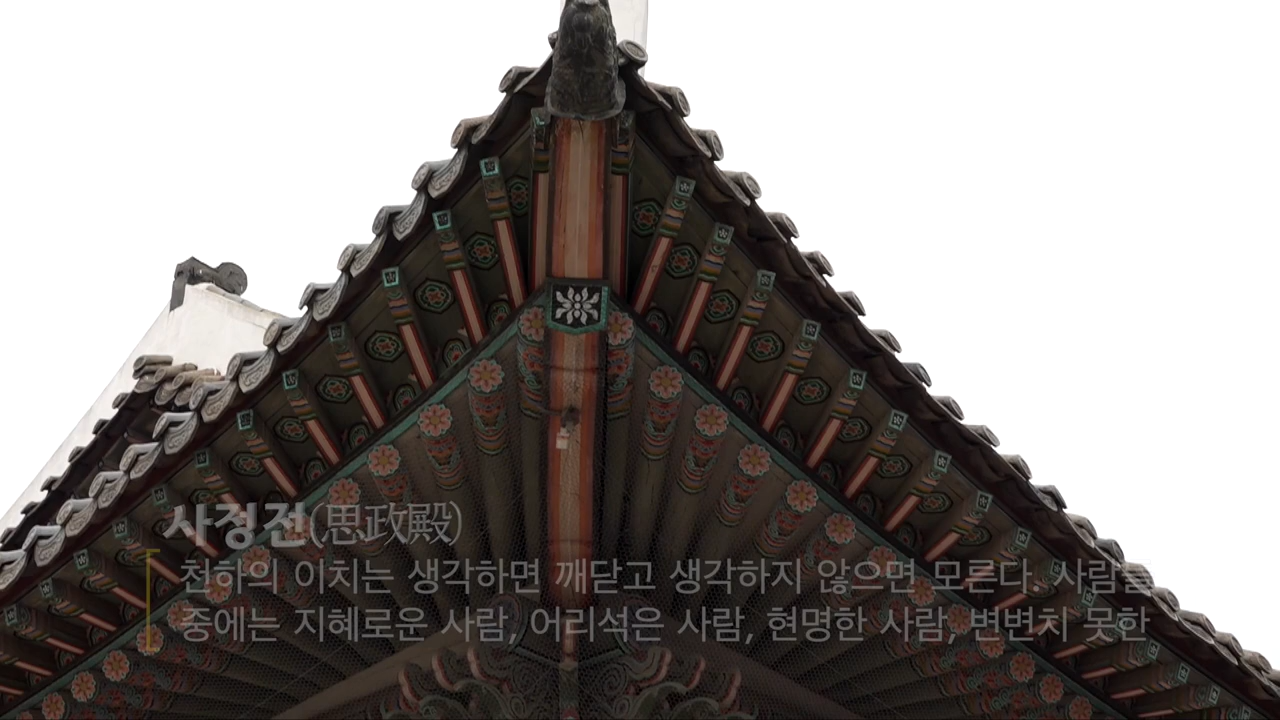 사정전(思政殿)
천하의 이치는 생각하면 깨닫고 생각하지 않으면 모른다. 사람들
중에는 지혜로운 사람, 어리석은 사람, 현명한 사람, 변변치 못한